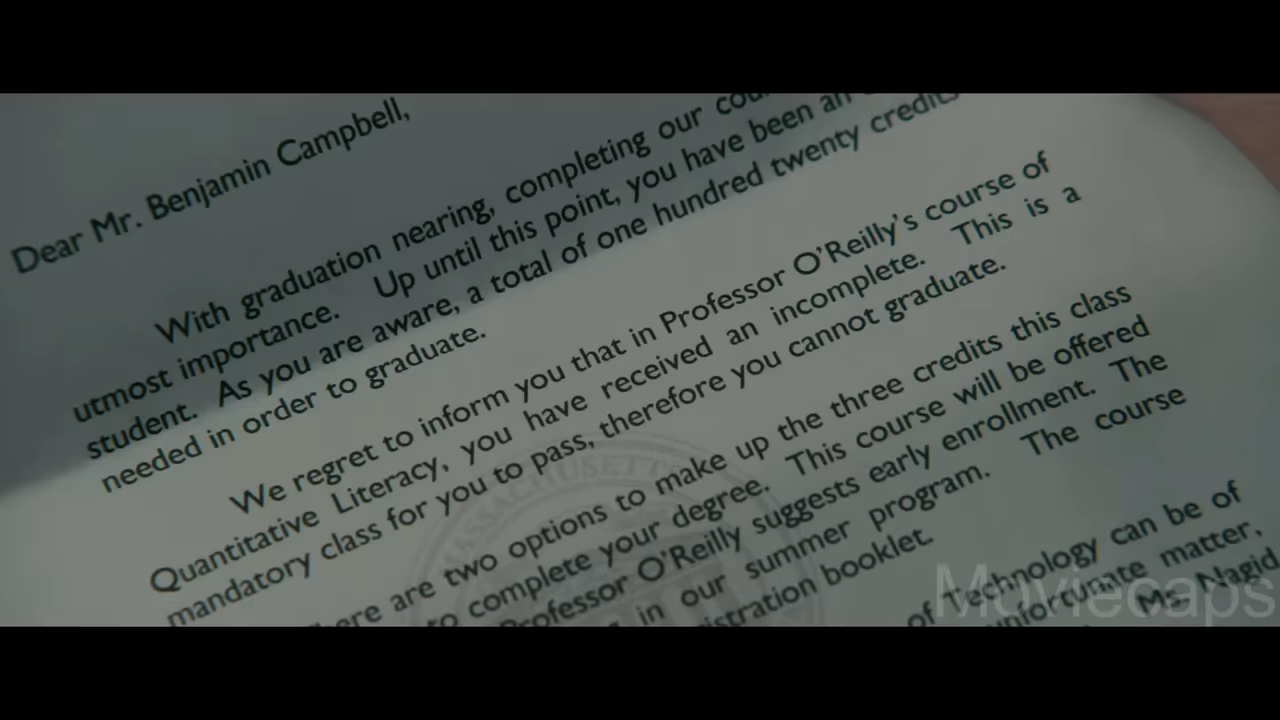 Dear Mr. Benjamin Campbell,
With graduation nearing, completing our
utmost importance. Up until this point, you have been an
student. As you are aware, a total of one hundred twenty credits
needed in order to graduate.
We regret to inform you that in Professor O'Reilly's course of
Quantitative Literacy, you have received an incomplete. This is a
mandatory class for you to pass, therefore you cannot graduate.
are two options to make up the three credits this class
to complete your degree. This course will be offered
Professor O'Reilly suggests early enrollment. The
in our summer program. The course
booklet.
of Technology can be of
unfortunate matter,
Ms. Nagid
MASSACHUSETTS
Moviecaps